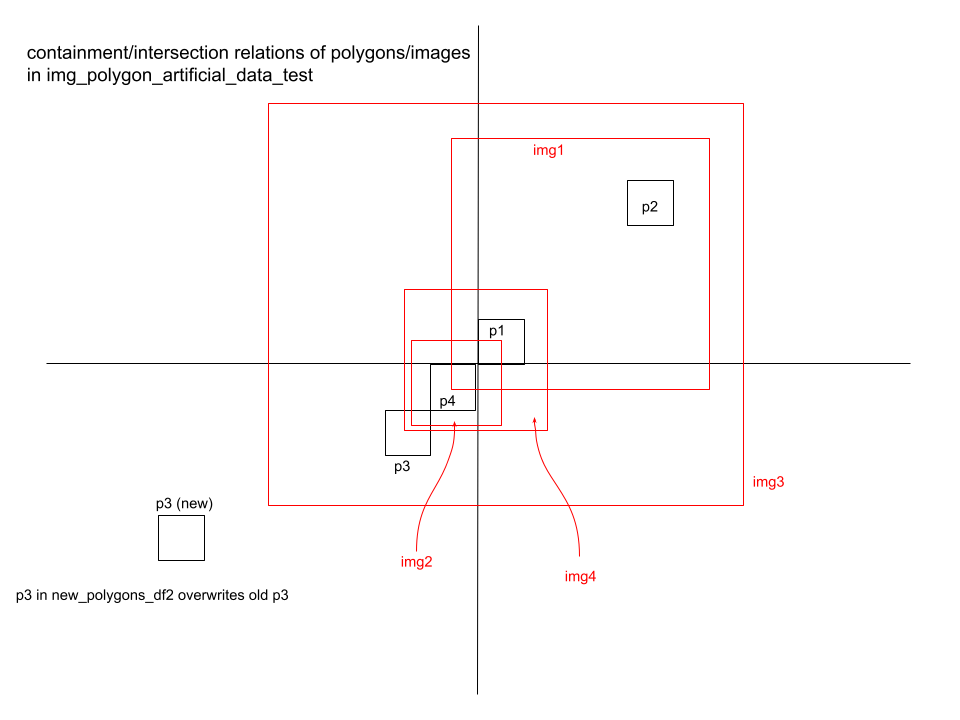 containment/intersection relations of polygons/images
in img_polygon_artificial_data_test
img1
p2
p1
p4
p3
img3
p3 (new)
img2
img4
p3 in new_polygons_df2 overwrites old p3